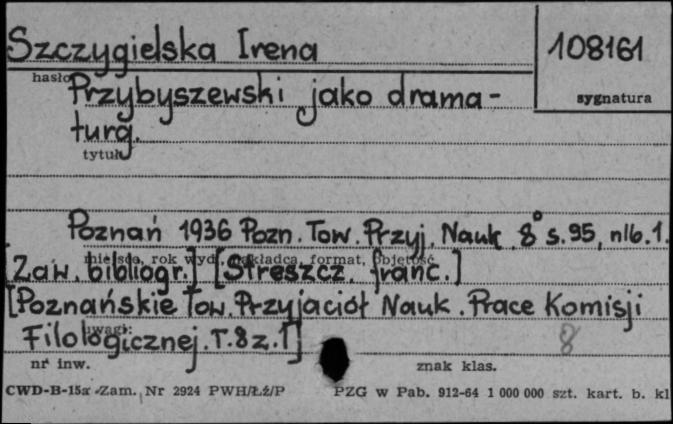 Szczygielska Irena
108161
hasło
sygnatura
Przybyszewski jako drama-
turg.
tytuł
Poznań 1936 Pozn. Tow. Przyj. Nauk 8° s. 95, nlb. 1.
miejsce, rok wyd., nakładca, format, objętość
[Zaw. bibliogr.] [Streszcz. franc.]
[Poznańskie Tow. Przyjaciół Nauk. Prace Komisji
Filologicznej. T. 8 z. 1]
uwagi:
8
nr inw.
znak klas.
CWD-B-15a Zam. Nr 2924 PWH/Łź/P
PZG w Pab. 912-64 1 000 000 szt. kart. b. kl